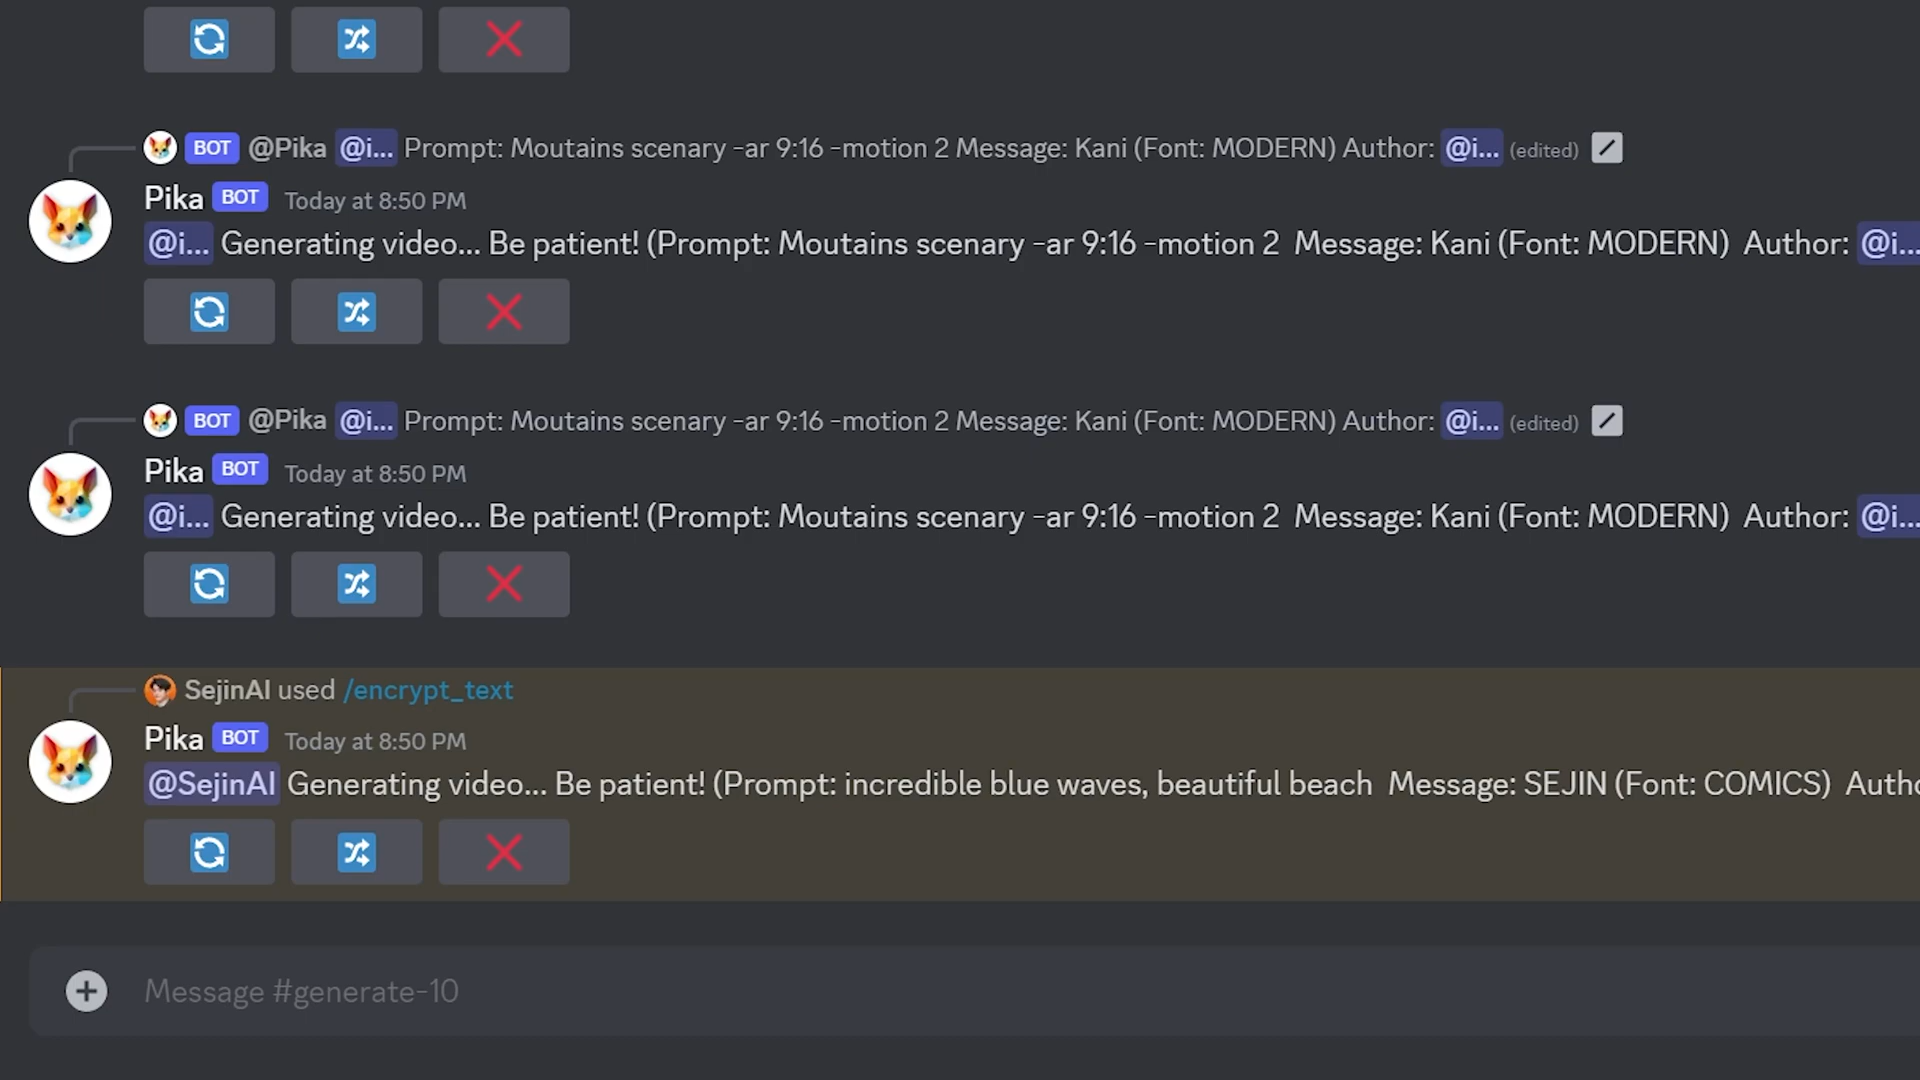 BOT @Pika @i... Prompt: Moutains scenary -ar 9:16 -motion 2 Message: Kani (Font: MODERN) Author: @i... (edited)
Pika BOT Today at 8:50 PM
@i... Generating video... Be patient! (Prompt: Moutains scenary -ar 9:16 -motion 2 Message: Kani (Font: MODERN) Author: @i...
BOT @Pika @i... Prompt: Moutains scenary -ar 9:16 -motion 2 Message: Kani (Font: MODERN) Author: @i... (edited)
Pika BOT Today at 8:50 PM
@i... Generating video... Be patient! (Prompt: Moutains scenary -ar 9:16 -motion 2 Message: Kani (Font: MODERN) Author: @i...
SejinAI used /encrypt_text
Pika BOT Today at 8:50 PM
@SejinAI Generating video... Be patient! (Prompt: incredible blue waves, beautiful beach Message: SEJIN (Font: COMICS) Autho
Message #generate-10